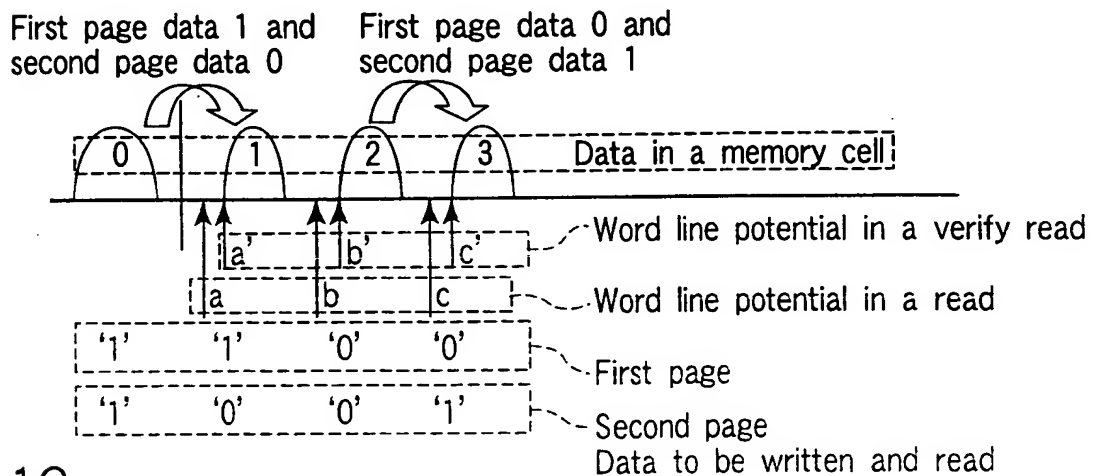 First page data 1 and
second page data 0
First page data 0 and
second page data 1
0 1 2 3 Data in a memory cell
a' b' c' Word line potential in a verify read
a b c Word line potential in a read
‘1’ ‘1’ ‘0’ ‘0’
First page
‘1’ ‘0’ ‘0’ ‘1’
Second page
Data to be written and read